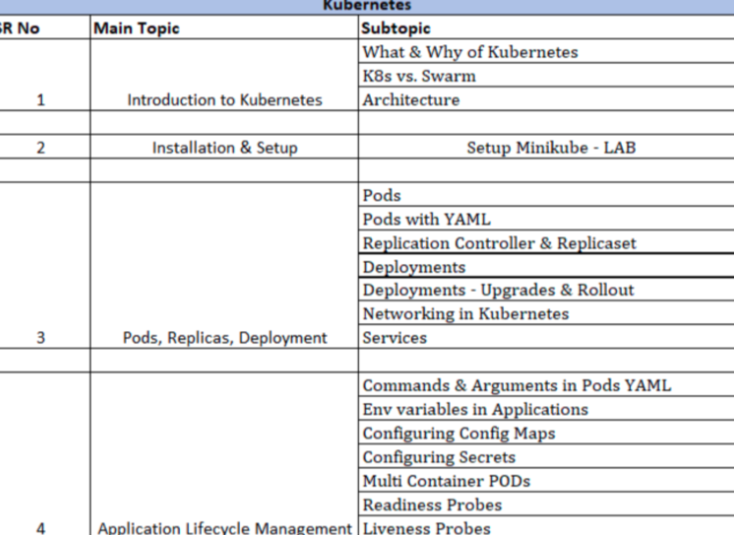 Kubernetes
SR No Main Topic Subtopic
What & Why of Kubernetes
K8s vs. Swarm
1 Introduction to Kubernetes Architecture
2 Installation & Setup Setup Minikube - LAB
Pods
Pods with YAML
Replication Controller & Replicaset
Deployments
Deployments - Upgrades & Rollout
Networking in Kubernetes
3 Pods, Replicas, Deployment Services
Commands & Arguments in Pods YAML
Env variables in Applications
Configuring Config Maps
Configuring Secrets
Multi Container PODs
Readiness Probes
4 Application Lifecycle Management Liveness Probes